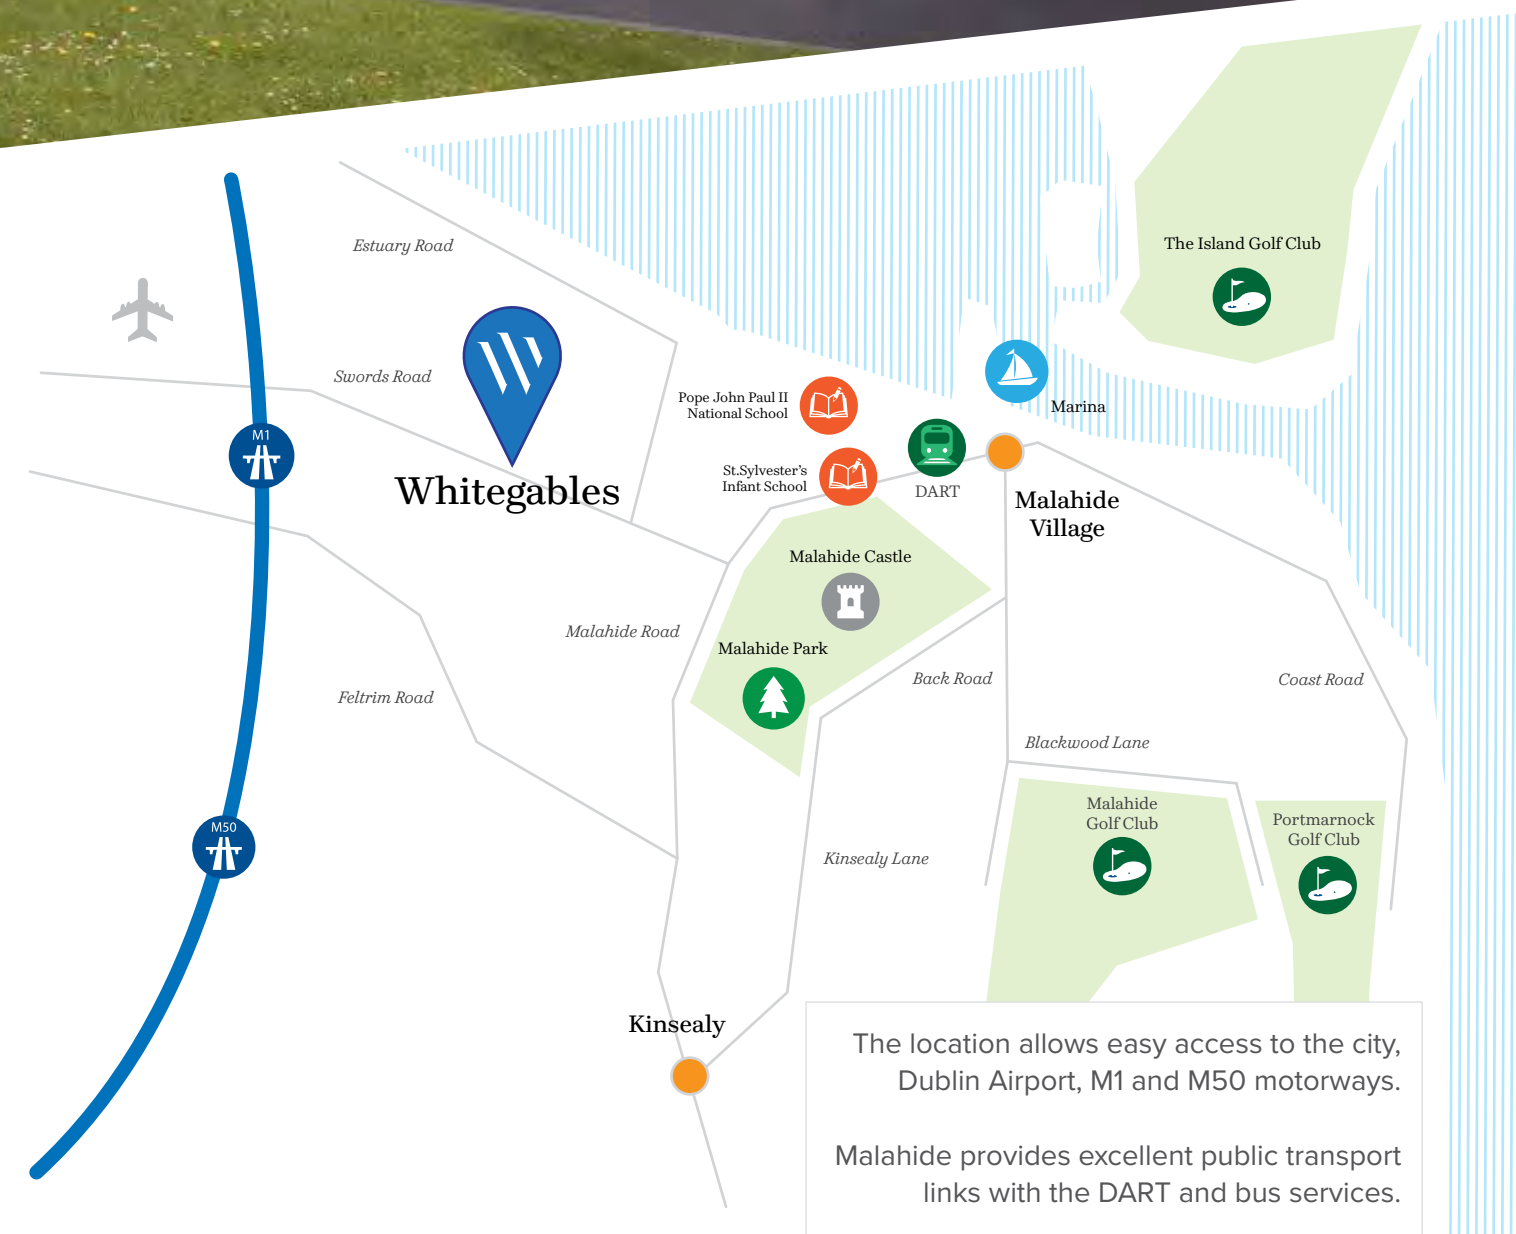 The Island Golf Club
Estuary Road
Swords Road
Pope John Paul II
National School
Marina
M1
St.Sylvester's
Infant School
DART
Whitegables
Malahide
Village
Malahide Castle
Malahide Road
Malahide Park
Back Road
Coast Road
Feltrim Road
Blackwood Lane
Malahide
Golf Club
Portmarnock
Golf Club
M50
Kinsealy Lane
Kinsealy
The location allows easy access to the city,
Dublin Airport, M1 and M50 motorways.
Malahide provides excellent public transport
links with the DART and bus services.